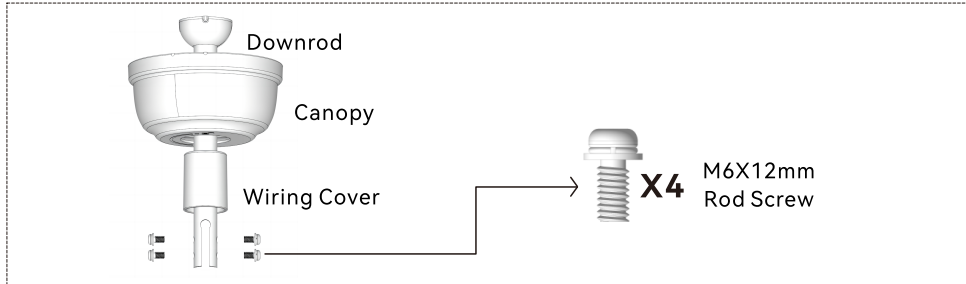 Downrod
Canopy
Wiring Cover
X4
M6X12mm
Rod Screw